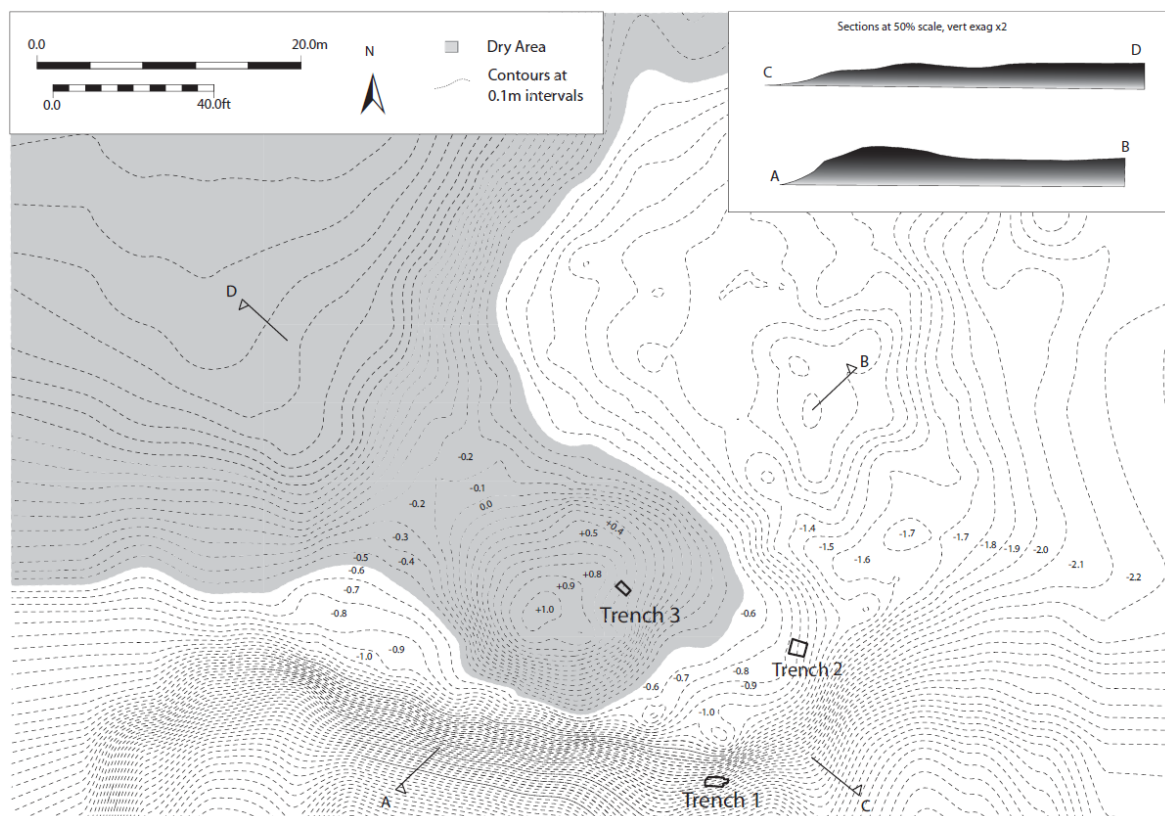 0.0
20.0m
0.0
40.0ft
N
Dry Area
Contours at
0.1m intervals
Sections at 50% scale, vert exag x2
C
D
A
B
D
B
-0.2
-0.1
-0.2
0.0
+0.5
+0.4
-0.3
-0.4
-0.5
-0.6
-0.7
-0.8
-0.9
-1.0
+0.8
+0.9
+1.0
Trench 3
-1.4
-1.5
-1.6
-1.7
-1.7
-1.8
-1.9
-2.0
-2.1
-2.2
-0.6
Trench 2
-0.8
-0.9
-0.7
-0.6
-1.0
Trench 1
A
C